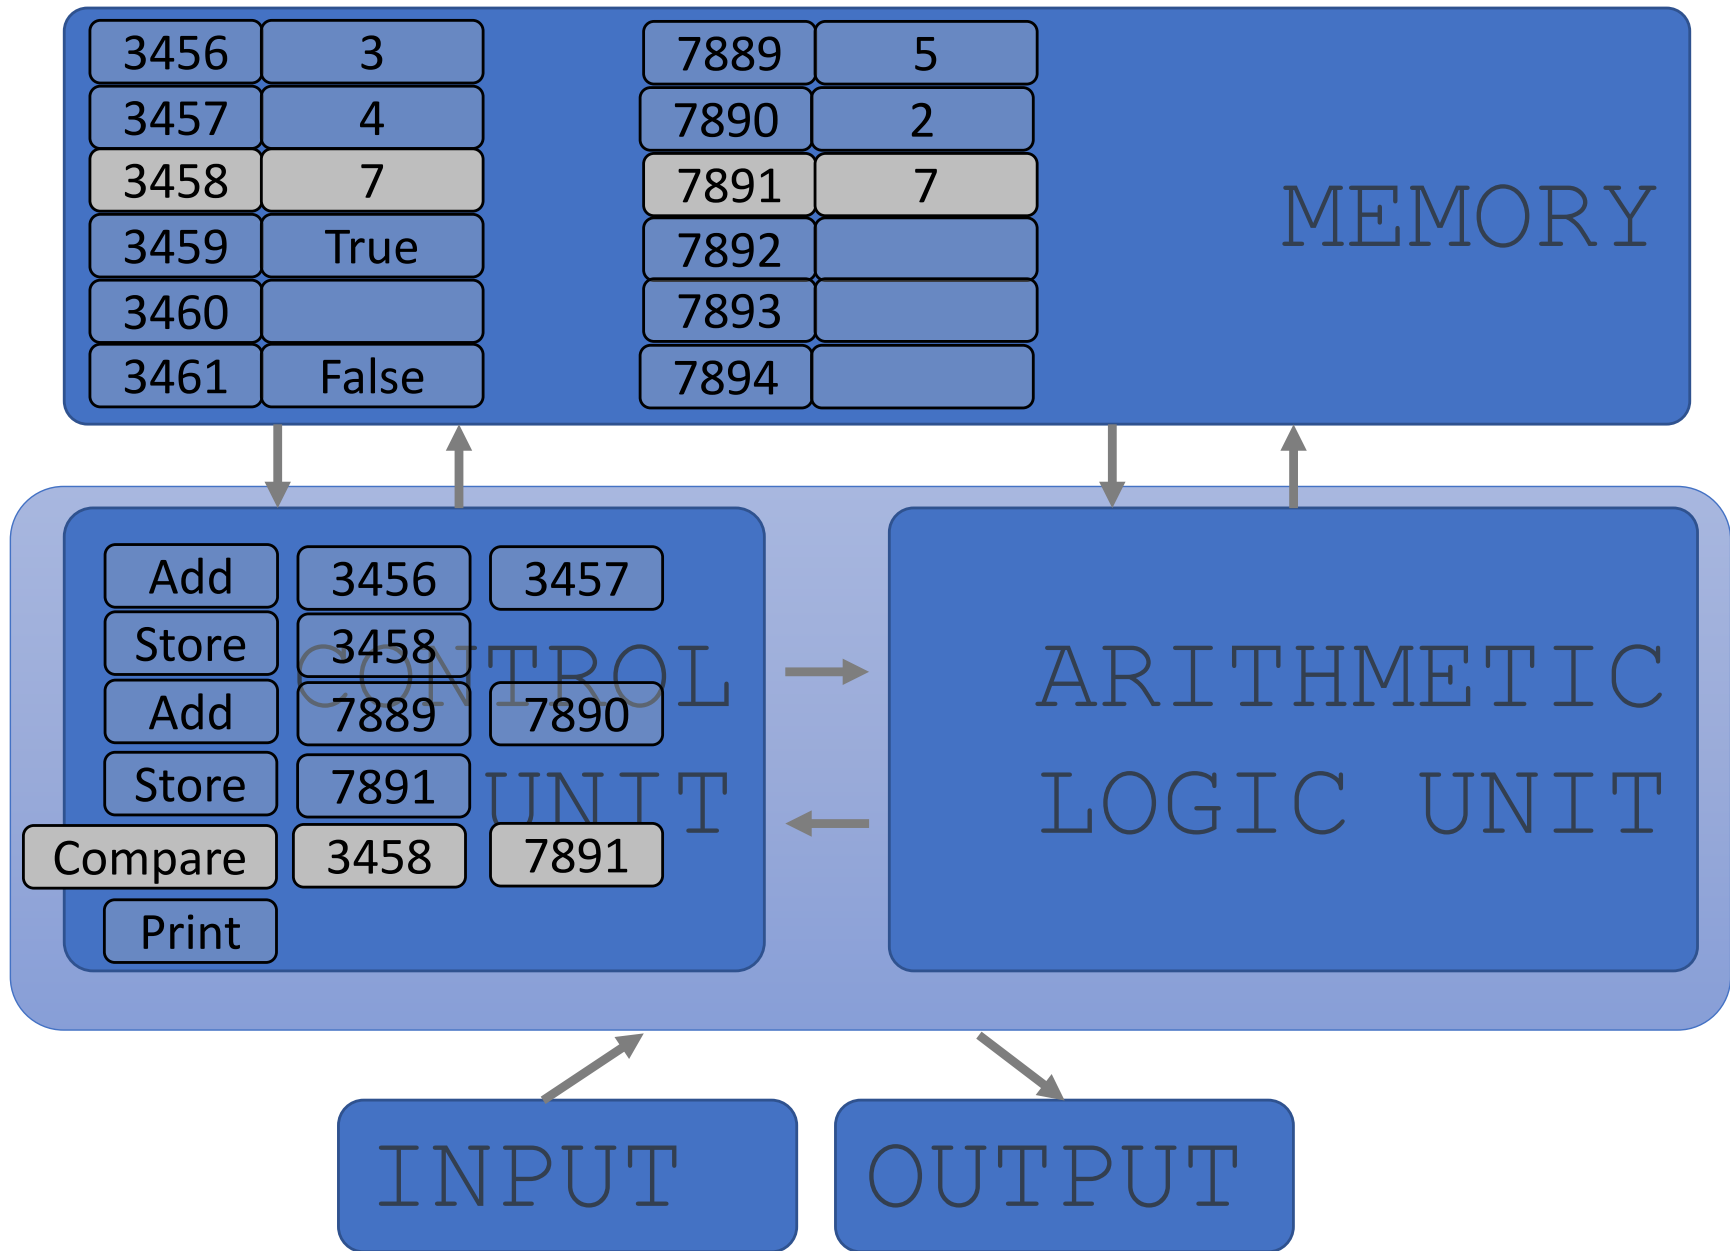 3456 3
3457 4
3458 7
3459 True
3460
3461 False
7889 5
7890 2
7891 7
7892
7893
7894
MEMORY
Add 3456 3457
Store 3458
Add 7889 7890
Store 7891
Compare 3458 7891
Print
CONTROL
UNIT
ARITHMETIC
LOGIC UNIT
INPUT
OUTPUT